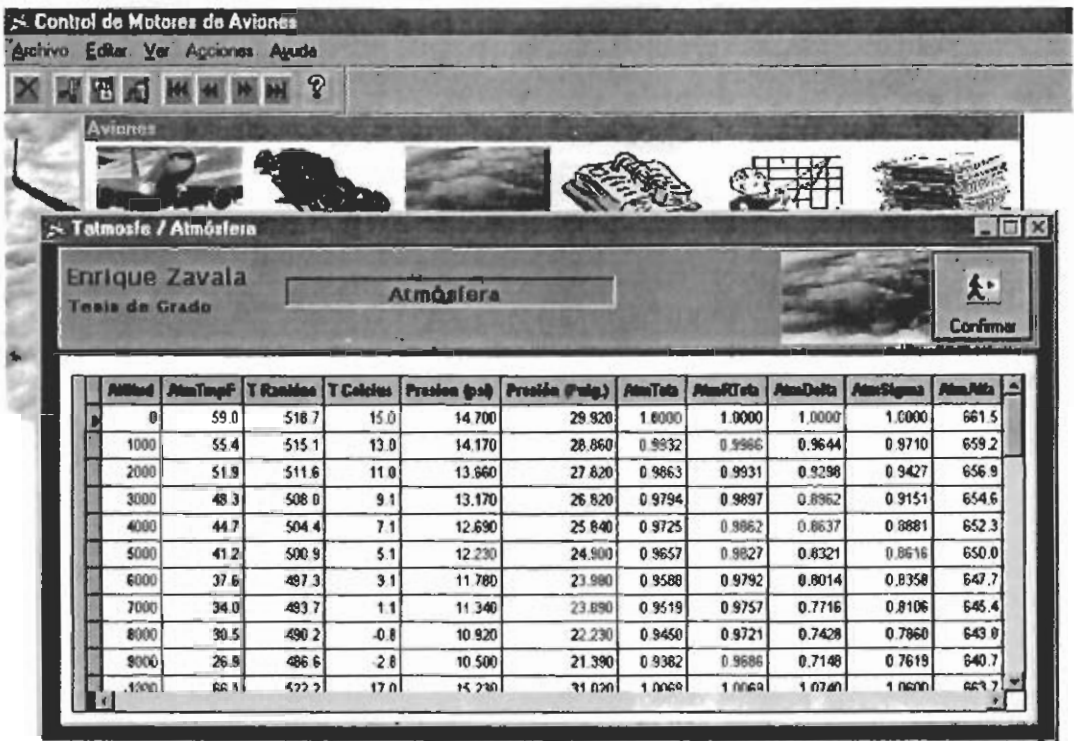 Control de Motores de Aviones
Archivo Editar Ver Acciones Ayuda
Aviones
Tatmosfe / Atmósfera
Enrique Zavala
Tesis de Grado
Atmósfera
Confirmar
Altitud AtmTmpF T Rankine T Celcius Presion (psi) Presión (Pulg.) AtmTeta AtmRTeta AtmDelta AtmSigma
0 59.0 518.7 15.0 14.700 29.920 1.0000 1.0000 1.0000 1.0000 661.5
1000 55.4 515.1 13.0 14.170 28.860 0.9932 0.9966 0.9644 0.9710 659.2
2000 51.9 511.6 11.0 13.660 27.820 0.9863 0.9931 0.9298 0.9427 656.9
3000 48.3 508.0 9.1 13.170 26.820 0.9794 0.9897 0.8962 0.9151 654.6
4000 44.7 504.4 7.1 12.690 25.840 0.9725 0.9862 0.8637 0.8881 652.3
5000 41.2 500.9 5.1 12.230 24.900 0.9657 0.9827 0.8321 0.8616 650.0
6000 37.6 497.3 3.1 11.780 23.980 0.9588 0.9792 0.8014 0.8358 647.7
7000 34.0 493.7 1.1 11.340 23.090 0.9519 0.9757 0.7716 0.8106 645.4
8000 30.5 490.2 -0.8 10.920 22.230 0.9450 0.9721 0.7428 0.7860 643.0
9000 26.9 486.6 -2.8 10.500 21.390 0.9382 0.9686 0.7148 0.7619 640.7
-1000 66.5 522.2 17.0 15.230 31.020 1.0069 1.0069 1.0740 1.0600 663.7